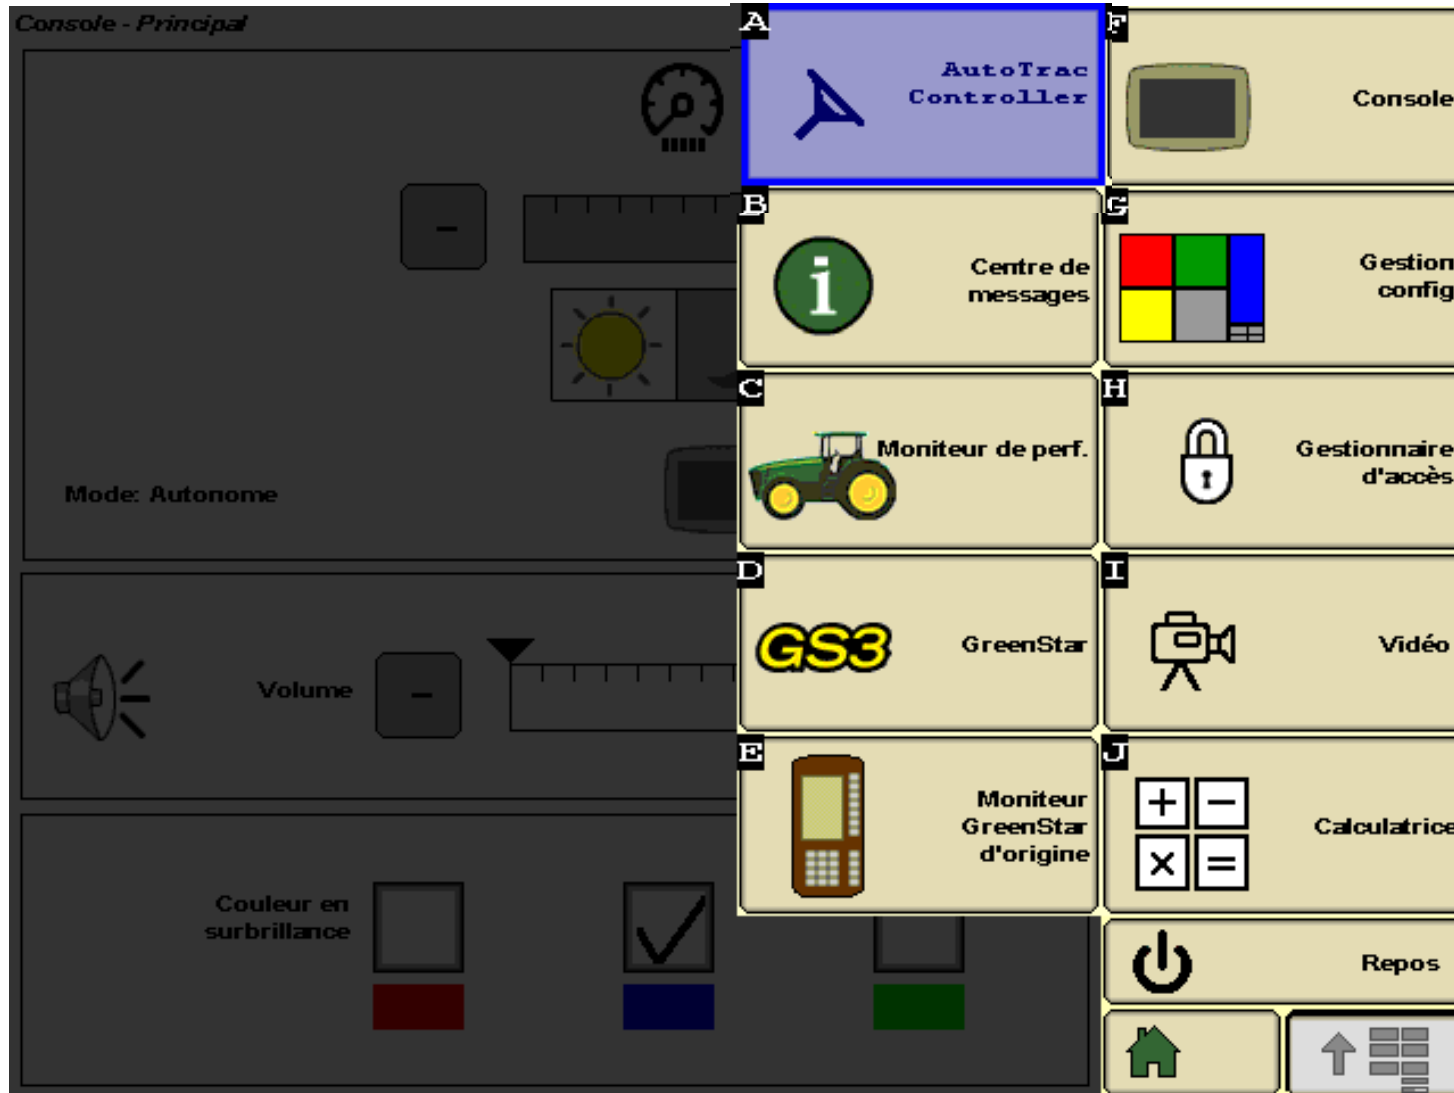 Console - Principal
Mode: Autonome
Volume
Couleur en
surbrillance
A
AutoTrac
Controller
B
Centre de
messages
C
Moniteur de perf.
D
GS3
GreenStar
E
Moniteur
GreenStar
d'origine
F
Console
G
Gestion
config
H
Gestionnaire
d'accès
I
Vidéo
J
Calculatrice
Repos